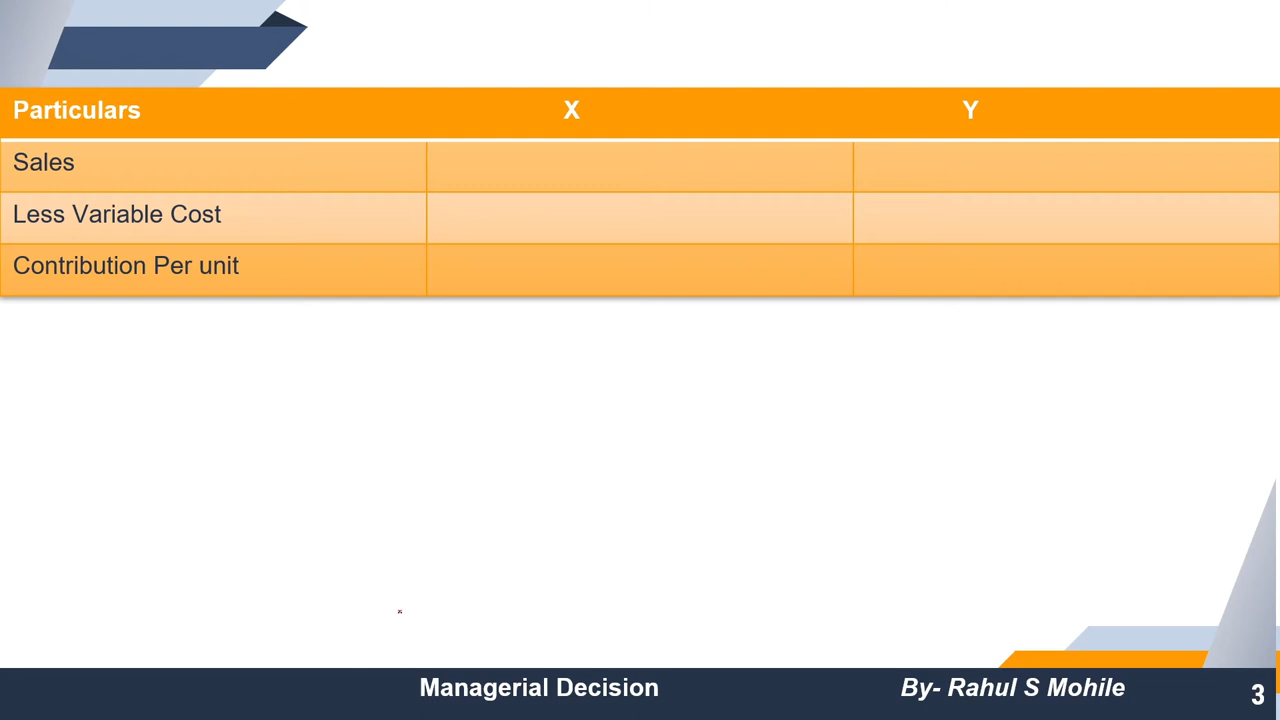 Particulars X Y
Sales
Less Variable Cost
Contribution Per unit
Managerial Decision By- Rahul S Mohile 3